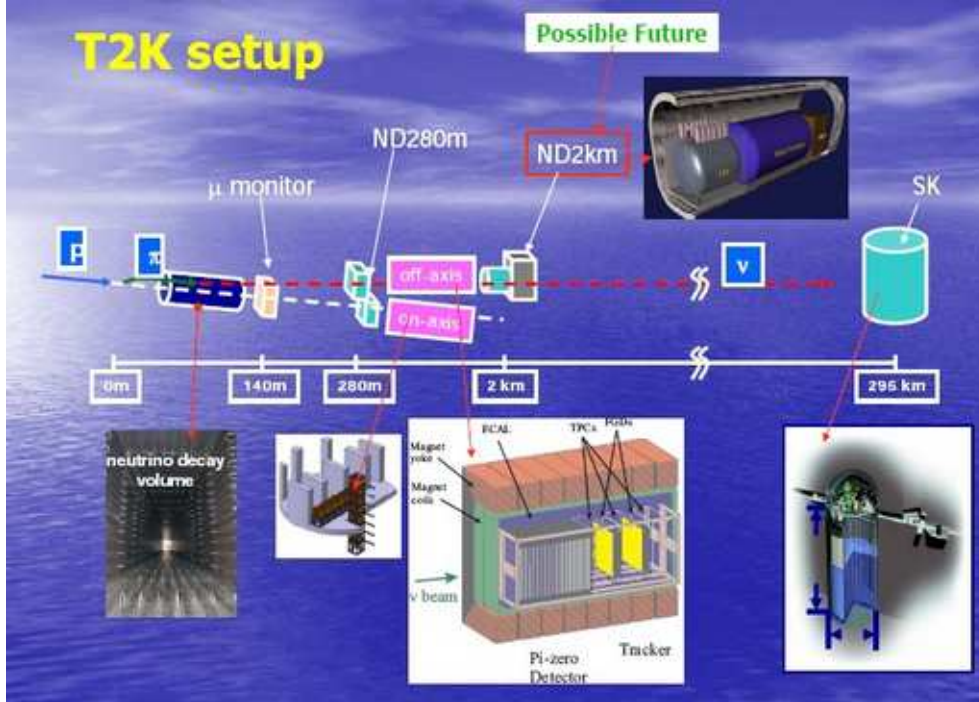 T2K setup
Possible Future
ND280m
ND2km
μ monitor
SK
p
π
off-axis
ν
on-axis
0m
140m
280m
2 km
295 km
neutrino decay
volume
ECAL
TPCs
FGDs
Magnet
yoke
Magnet
coils
ν beam
Pi-zero
Detector
Tracker